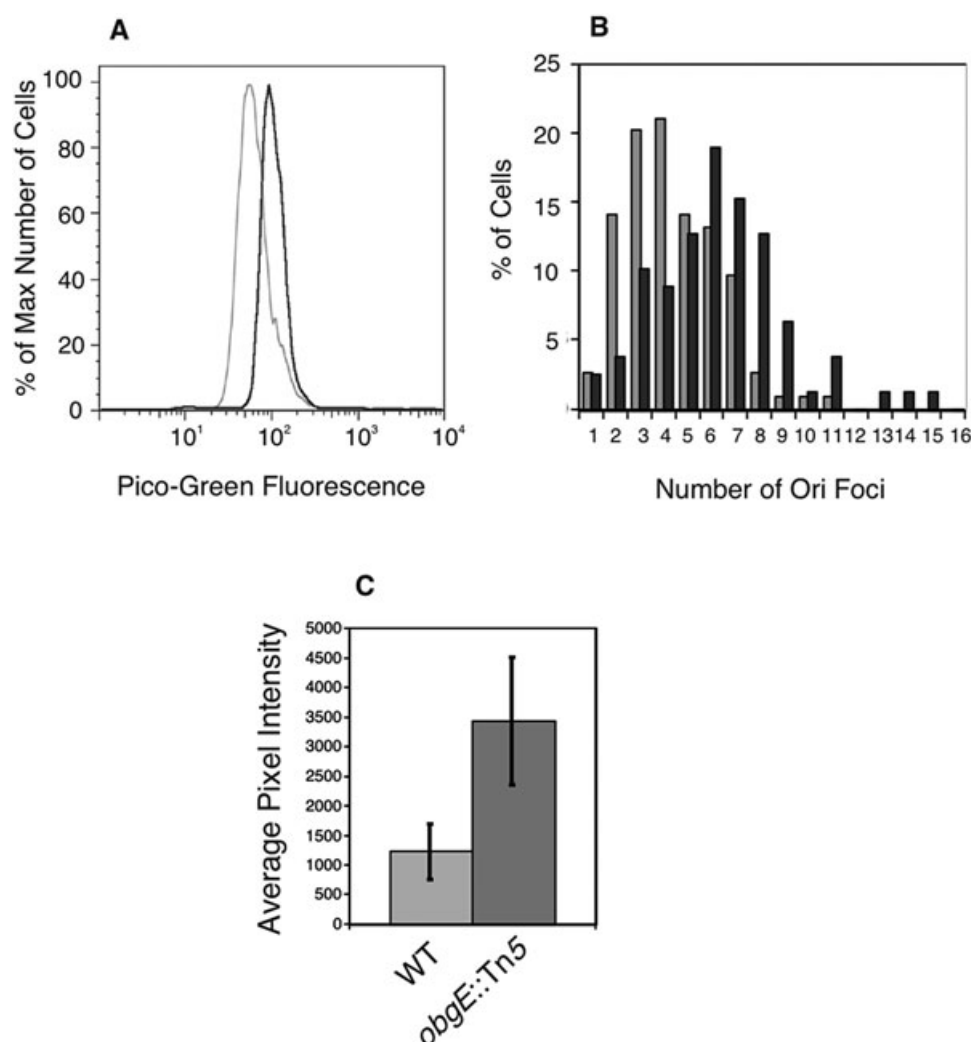 A
% of Max Number of Cells
100
80
60
40
20
0
10¹ 10² 10³ 10⁴
Pico-Green Fluorescence
B
% of Cells
25
20
15
10
5
1 2 3 4 5 6 7 8 9 10 11 12 13 14 15 16
Number of Ori Foci
C
Average Pixel Intensity
5000
4500
4000
3500
3000
2500
2000
1500
1000
500
0
WT
obgE::Tn5